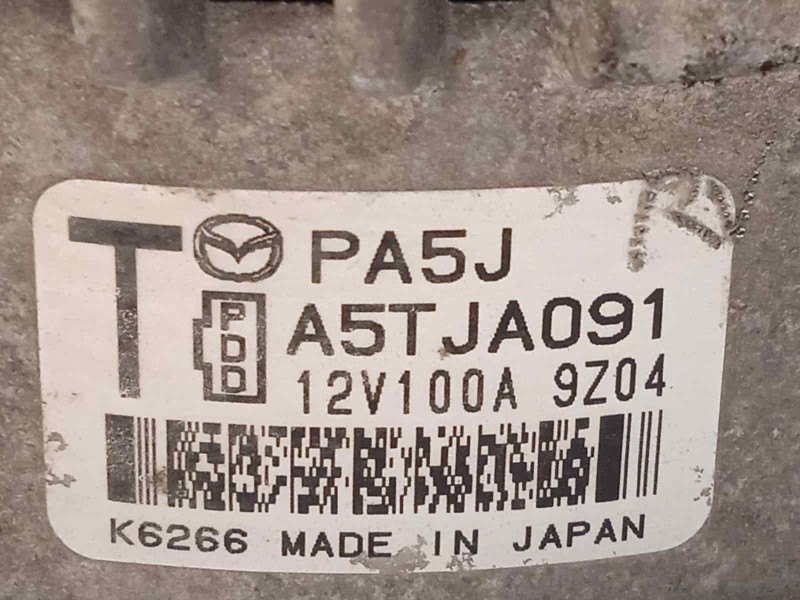 T PA5J
PDD A5TJA091
12V100A 9Z04
K6266 MADE IN JAPAN